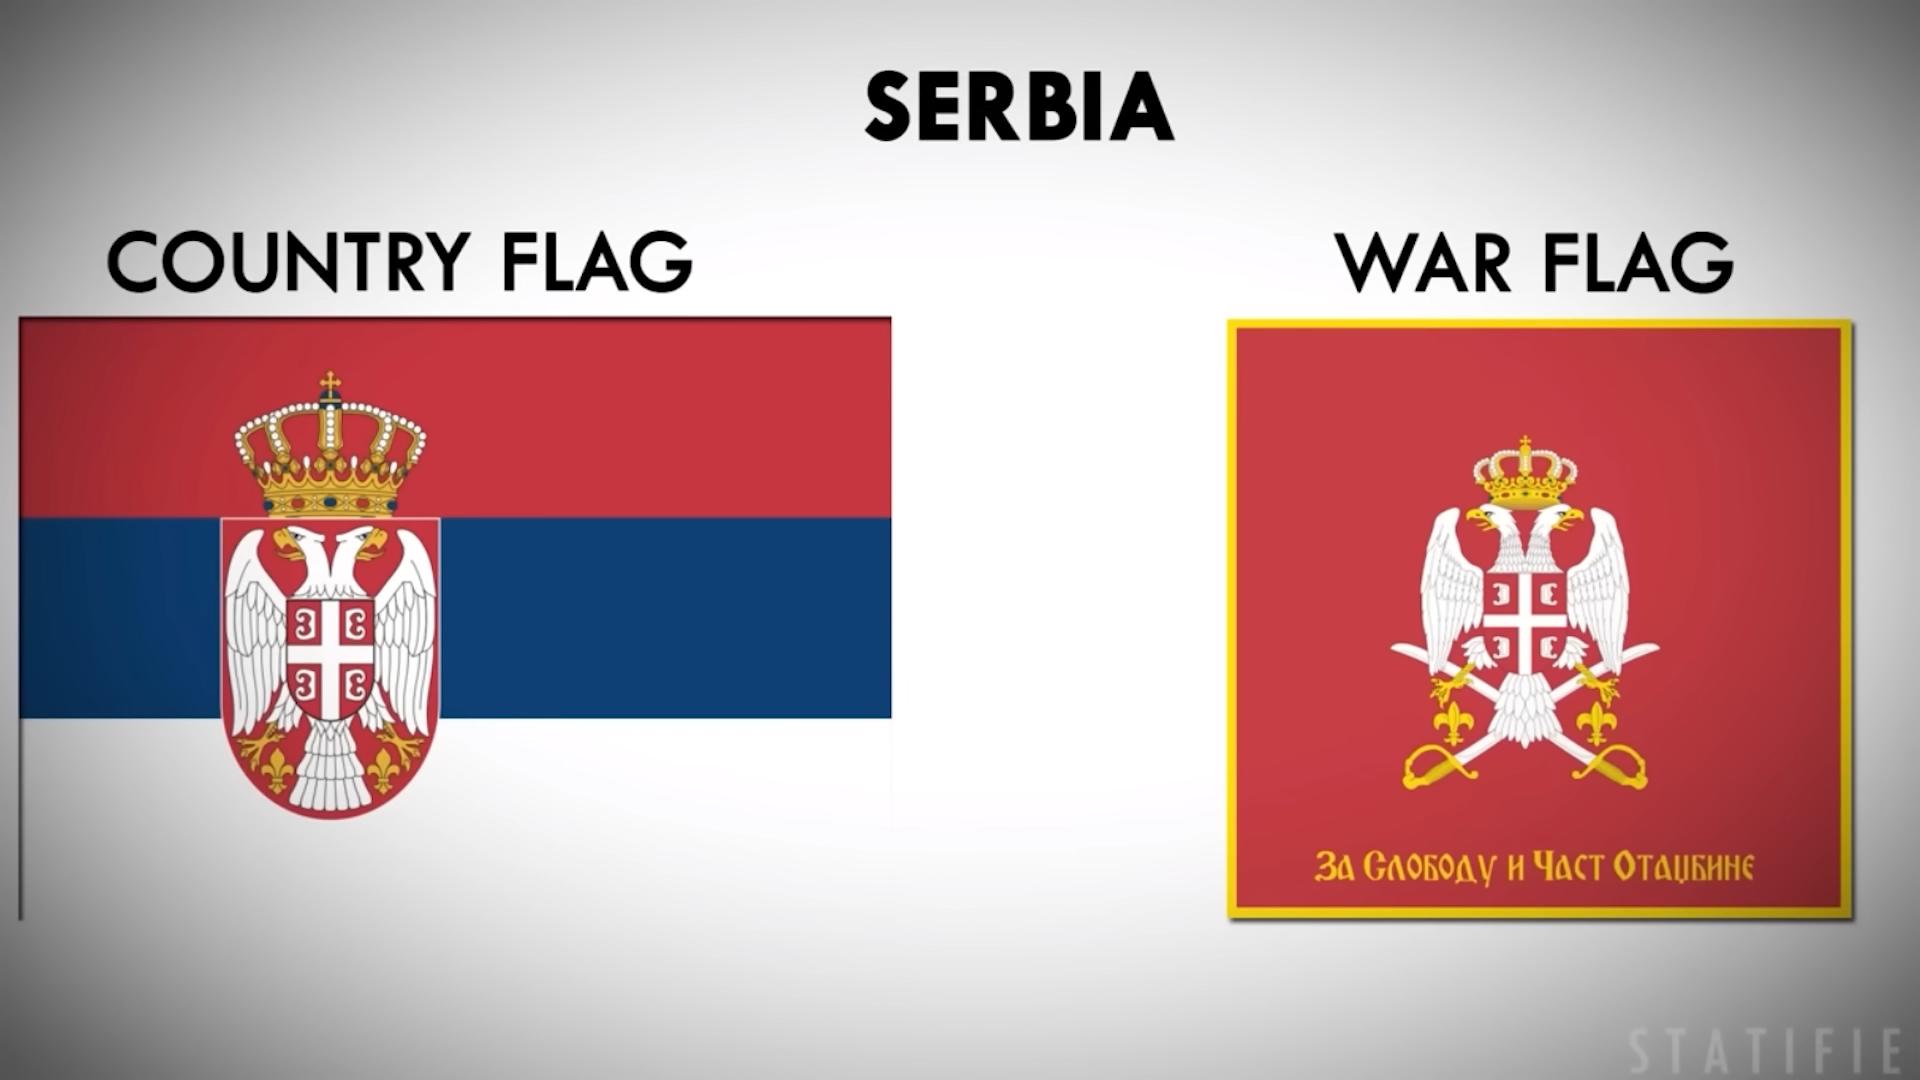 SERBIA
COUNTRY FLAG
WAR FLAG
За Слободу и Част Отаџбине
STATIFIE